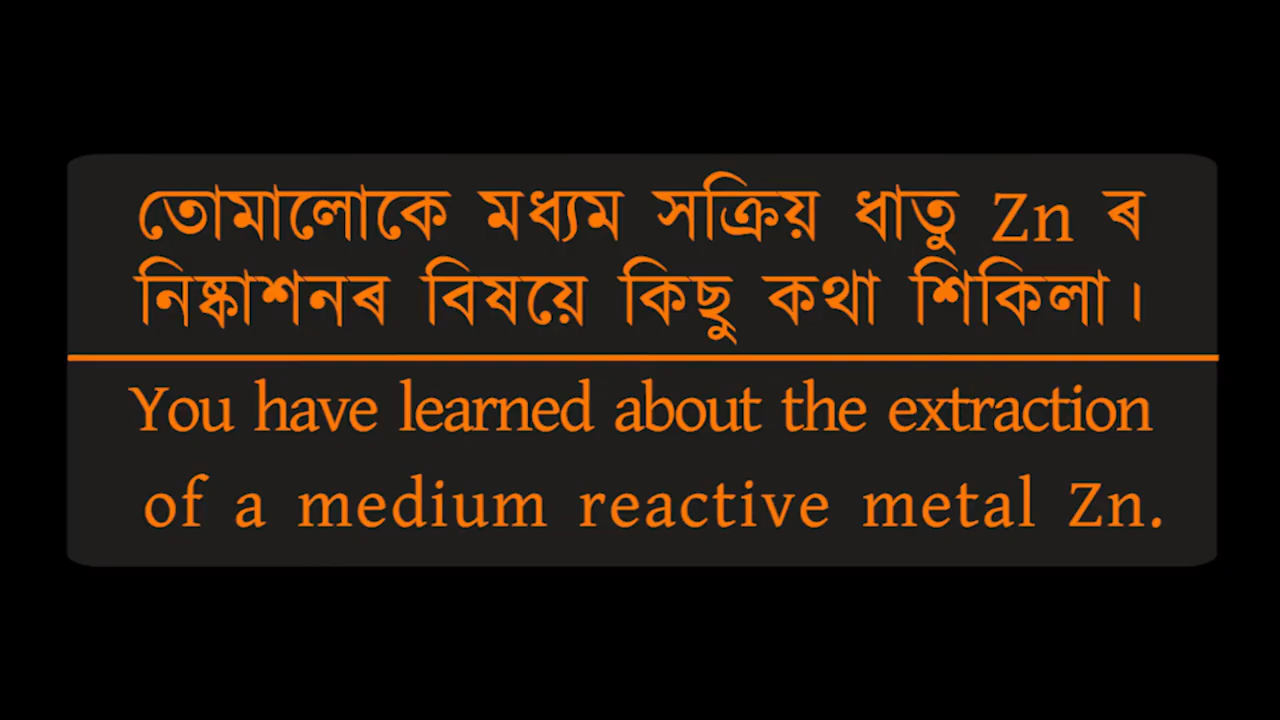 তোমালোকে মধ্যম সক্ৰিয় ধাতু Zn ৰ
নিষ্কাশনৰ বিষয়ে কিছু কথা শিকিলা।
You have learned about the extraction
of a medium reactive metal Zn.